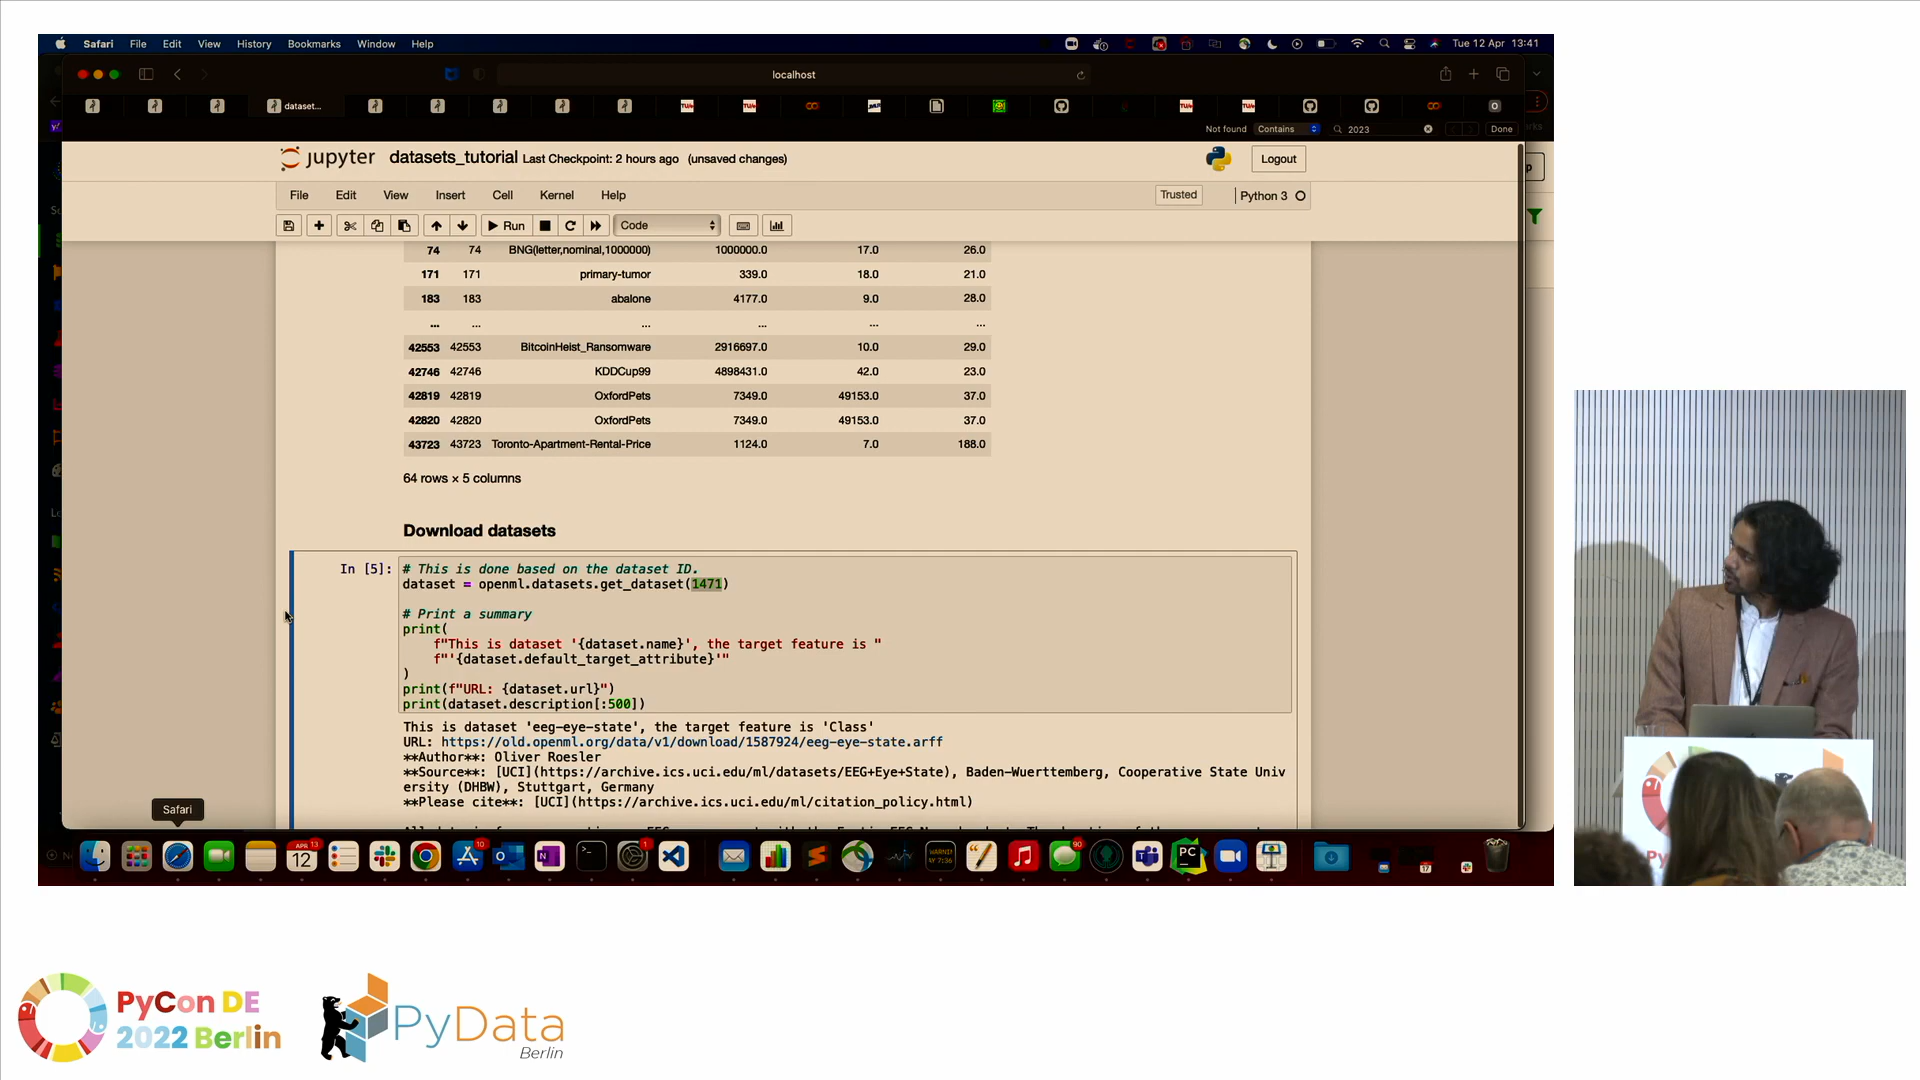 Safari File Edit View History Bookmarks Window Help
Tue 12 Apr 13:41
localhost
dataset...
Not found Contains 2023 Done
jupyter datasets_tutorial Last Checkpoint: 2 hours ago (unsaved changes)
Logout
File Edit View Insert Cell Kernel Help
Trusted Python 3
Run Code
74 74 BNG(letter,nominal,1000000) 1000000.0 17.0 26.0
171 171 primary-tumor 339.0 18.0 21.0
183 183 abalone 4177.0 9.0 28.0
... ... ... ... ... ...
42553 42553 BitcoinHeist_Ransomware 2916697.0 10.0 29.0
42746 42746 KDDCup99 4898431.0 42.0 23.0
42819 42819 OxfordPets 7349.0 49153.0 37.0
42820 42820 OxfordPets 7349.0 49153.0 37.0
43723 43723 Toronto-Apartment-Rental-Price 1124.0 7.0 188.0
64 rows × 5 columns
Download datasets
In [5]: # This is done based on the dataset ID.
dataset = openml.datasets.get_dataset(1471)
# Print a summary
print(
f"This is dataset '{dataset.name}', the target feature is "
f"'{dataset.default_target_attribute}'"
)
print(f"URL: {dataset.url}")
print(dataset.description[:500])
This is dataset 'eeg-eye-state', the target feature is 'Class'
URL: https://old.openml.org/data/v1/download/1587924/eeg-eye-state.arff
**Author**: Oliver Roesler
**Source**: [UCI](https://archive.ics.uci.edu/ml/datasets/EEG+Eye+State), Baden-Wuerttemberg, Cooperative State Univ
ersity (DHBW), Stuttgart, Germany
**Please cite**: [UCI](https://archive.ics.uci.edu/ml/citation_policy.html)
Safari
APR 12
PyCon DE
2022 Berlin
PyData
Berlin